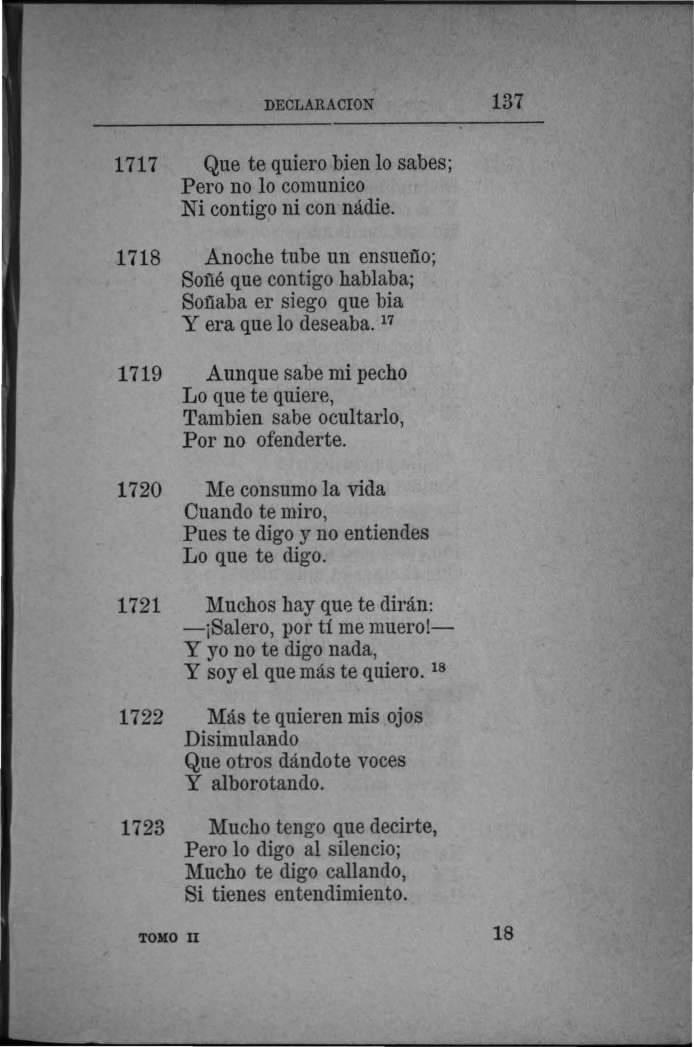 DECLARACION 137
1717 Que te quiero bien lo sabes;
Pero no lo comunico
Ni contigo ni con nádie.
1718 Anoche tube un ensueño;
Soñé que contigo hablaba;
Soñaba er siego que bia
Y era que lo deseaba. 17
1719 Aunque sabe mi pecho
Lo que te quiere,
Tambien sabe ocultarlo,
Por no ofenderte.
1720 Me consumo la vida
Cuando te miro,
Pues te digo y no entiendes
Lo que te digo.
1721 Muchos hay que te dirán:
—¡Salero, por tí me muero!—
Y yo no te digo nada,
Y soy el que más te quiero. 18
1722 Más te quieren mis ojos
Disimulando
Que otros dándote voces
Y alborotando.
1723 Mucho tengo que decirte,
Pero lo digo al silencio;
Mucho te digo callando,
Si tienes entendimiento.
TOMO II 18